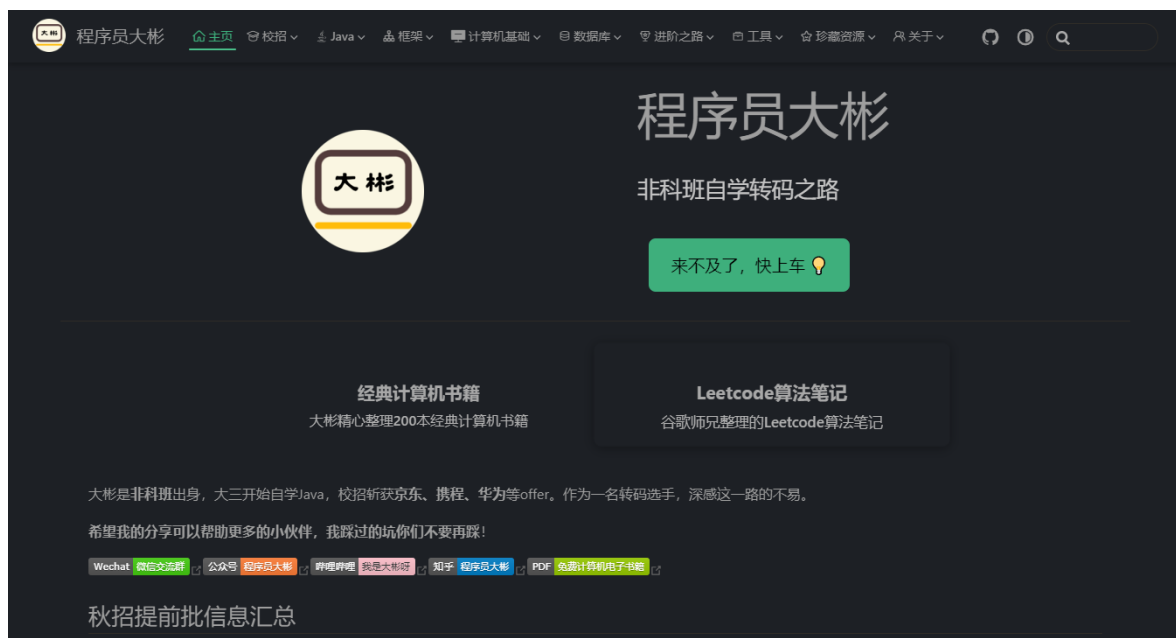 大彬 程序员大彬 主页 校招 Java 框架 计算机基础 数据库 进阶之路 工具 珍藏资源 关于
程序员大彬
大彬
非科班自学转码之路
来不及了，快上车
经典计算机书籍
大彬精心整理200本经典计算机书籍
Leetcode算法笔记
谷歌师兄整理的Leetcode算法笔记
大彬是非科班出身，大三开始自学Java，校招斩获京东、携程、华为等offer。作为一名转码选手，深感这一路的不易。
希望我的分享可以帮助更多的小伙伴，我踩过的坑你们不要再踩！
Wechat 微信交流群 公众号 程序员大彬 哔哩哔哩 我是大彬呀 知乎 程序员大彬 PDF 免费计算机电子书籍
秋招提前批信息汇总